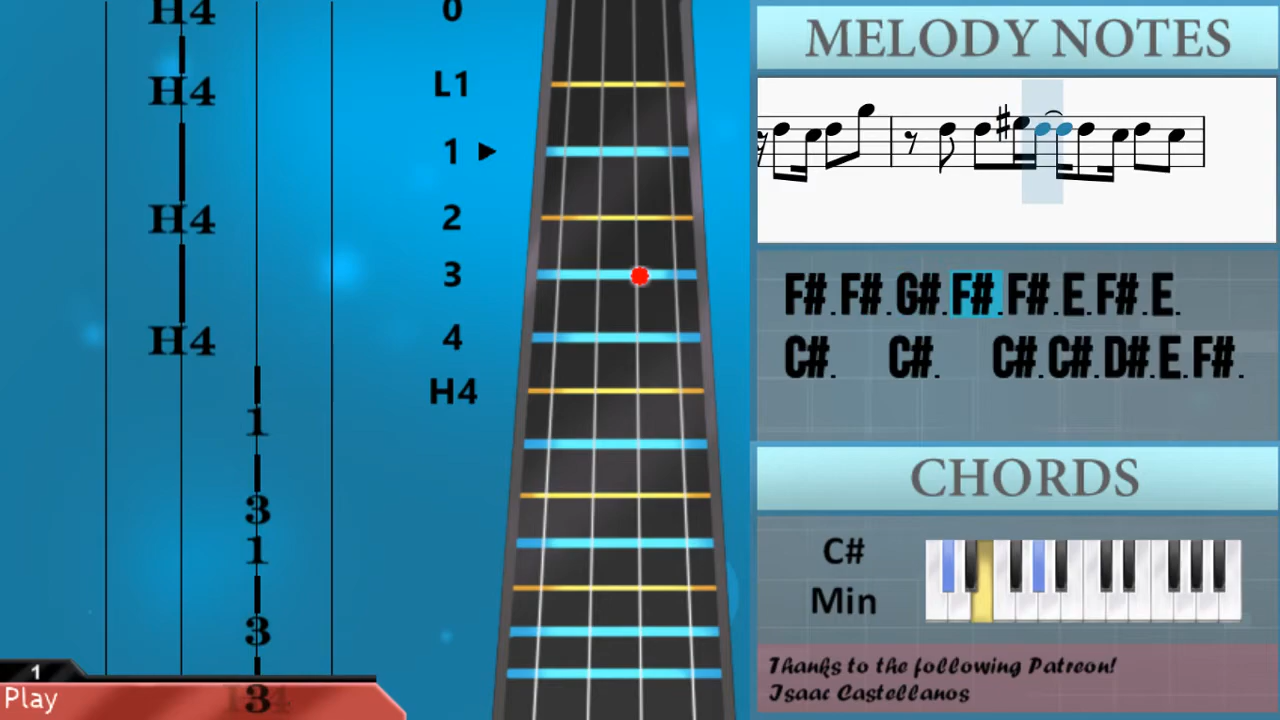 H4
H4
H4
H4
1
3
1
3
3
1
Play
0
L1
1
2
3
4
H4
MELODY NOTES
F#. F#. G#. F#. F#. E. F#. E.
C#. C#. C#. C#. D#. E. F#.
CHORDS
C#
Min
Thanks to the following Patreon!
Isaac Castellanos